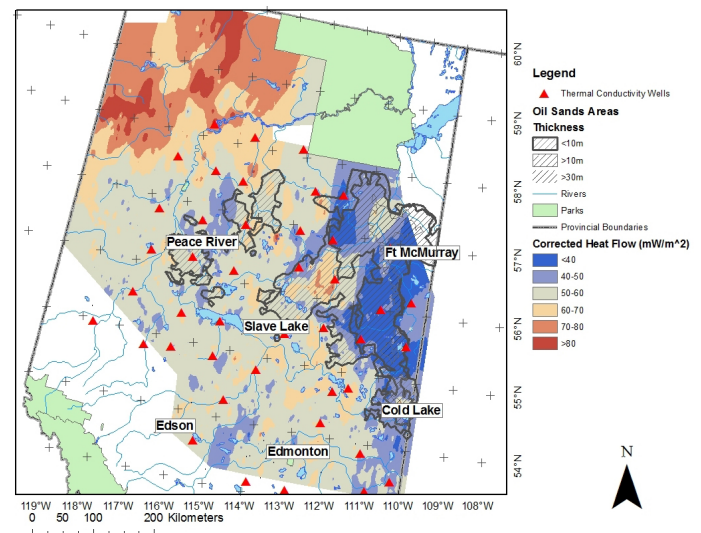 60°N
59°N
58°N
57°N
56°N
55°N
54°N
Peace River
Ft McMurray
Slave Lake
Cold Lake
Edson
Edmonton
119°W 118°W 117°W 116°W 115°W 114°W 113°W 112°W 111°W 110°W 109°W 108°W
0 50 100 200 Kilometers
Legend
Thermal Conductivity Wells
Oil Sands Areas
Thickness
<10m
>10m
>30m
Rivers
Parks
Provincial Boundaries
Corrected Heat Flow (mW/m^2)
<40
40-50
50-60
60-70
70-80
>80
N